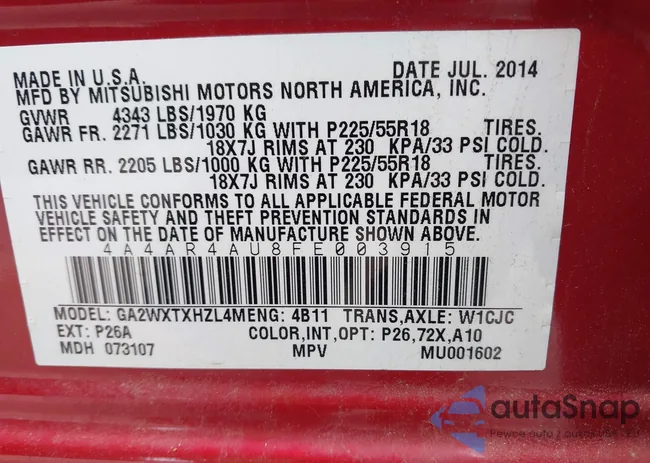 MADE IN U.S.A. DATE JUL. 2014
MFD BY MITSUBISHI MOTORS NORTH AMERICA, INC.
GVWR 4343 LBS/1970 KG
GAWR FR. 2271 LBS/1030 KG WITH P225/55R18 TIRES.
18X7J RIMS AT 230 KPA/33 PSI COLD.
GAWR RR. 2205 LBS/1000 KG WITH P225/55R18 TIRES.
18X7J RIMS AT 230 KPA/33 PSI COLD.
THIS VEHICLE CONFORMS TO ALL APPLICABLE FEDERAL MOTOR
VEHICLE SAFETY AND THEFT PREVENTION STANDARDS IN
EFFECT ON THE DATE OF MANUFACTURE SHOWN ABOVE.
4A4AR4AU8FE003915
MODEL: GA2WXTXHZL4MENG: 4B11 TRANS,AXLE: W1CJC
EXT: P26A COLOR,INT,OPT: P26,72X,A10
MDH 073107 MPV MU001602
autoSnap